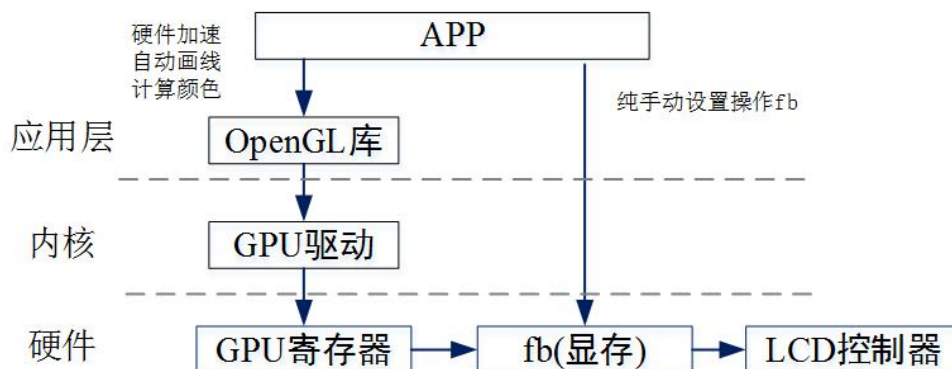 APP
硬件加速
自动画线
计算颜色
纯手动设置操作fb
应用层
OpenGL库
内核
GPU驱动
硬件
GPU寄存器
fb(显存)
LCD控制器